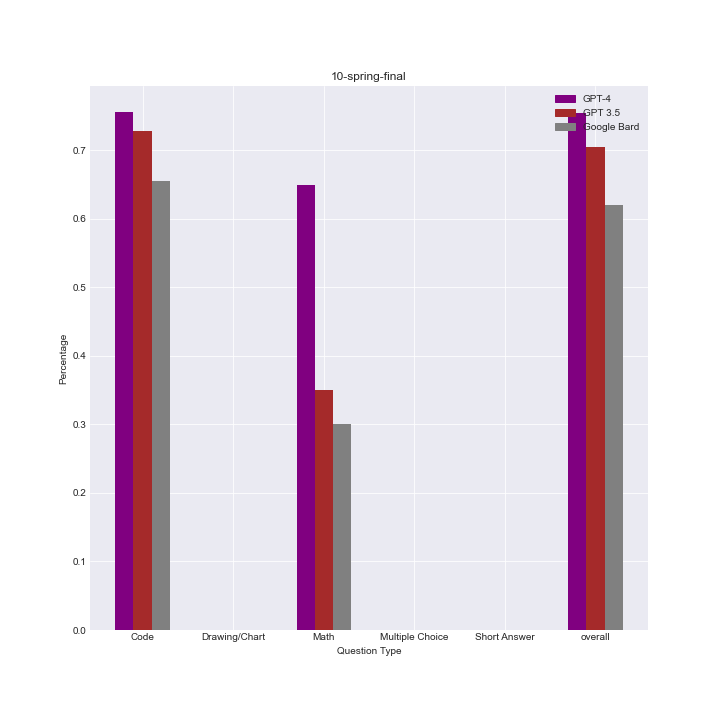 10-spring-final
GPT-4
GPT 3.5
Google Bard
Percentage
0.7
0.6
0.5
0.4
0.3
0.2
0.1
0.0
Code Drawing/Chart Math Multiple Choice Short Answer overall
Question Type